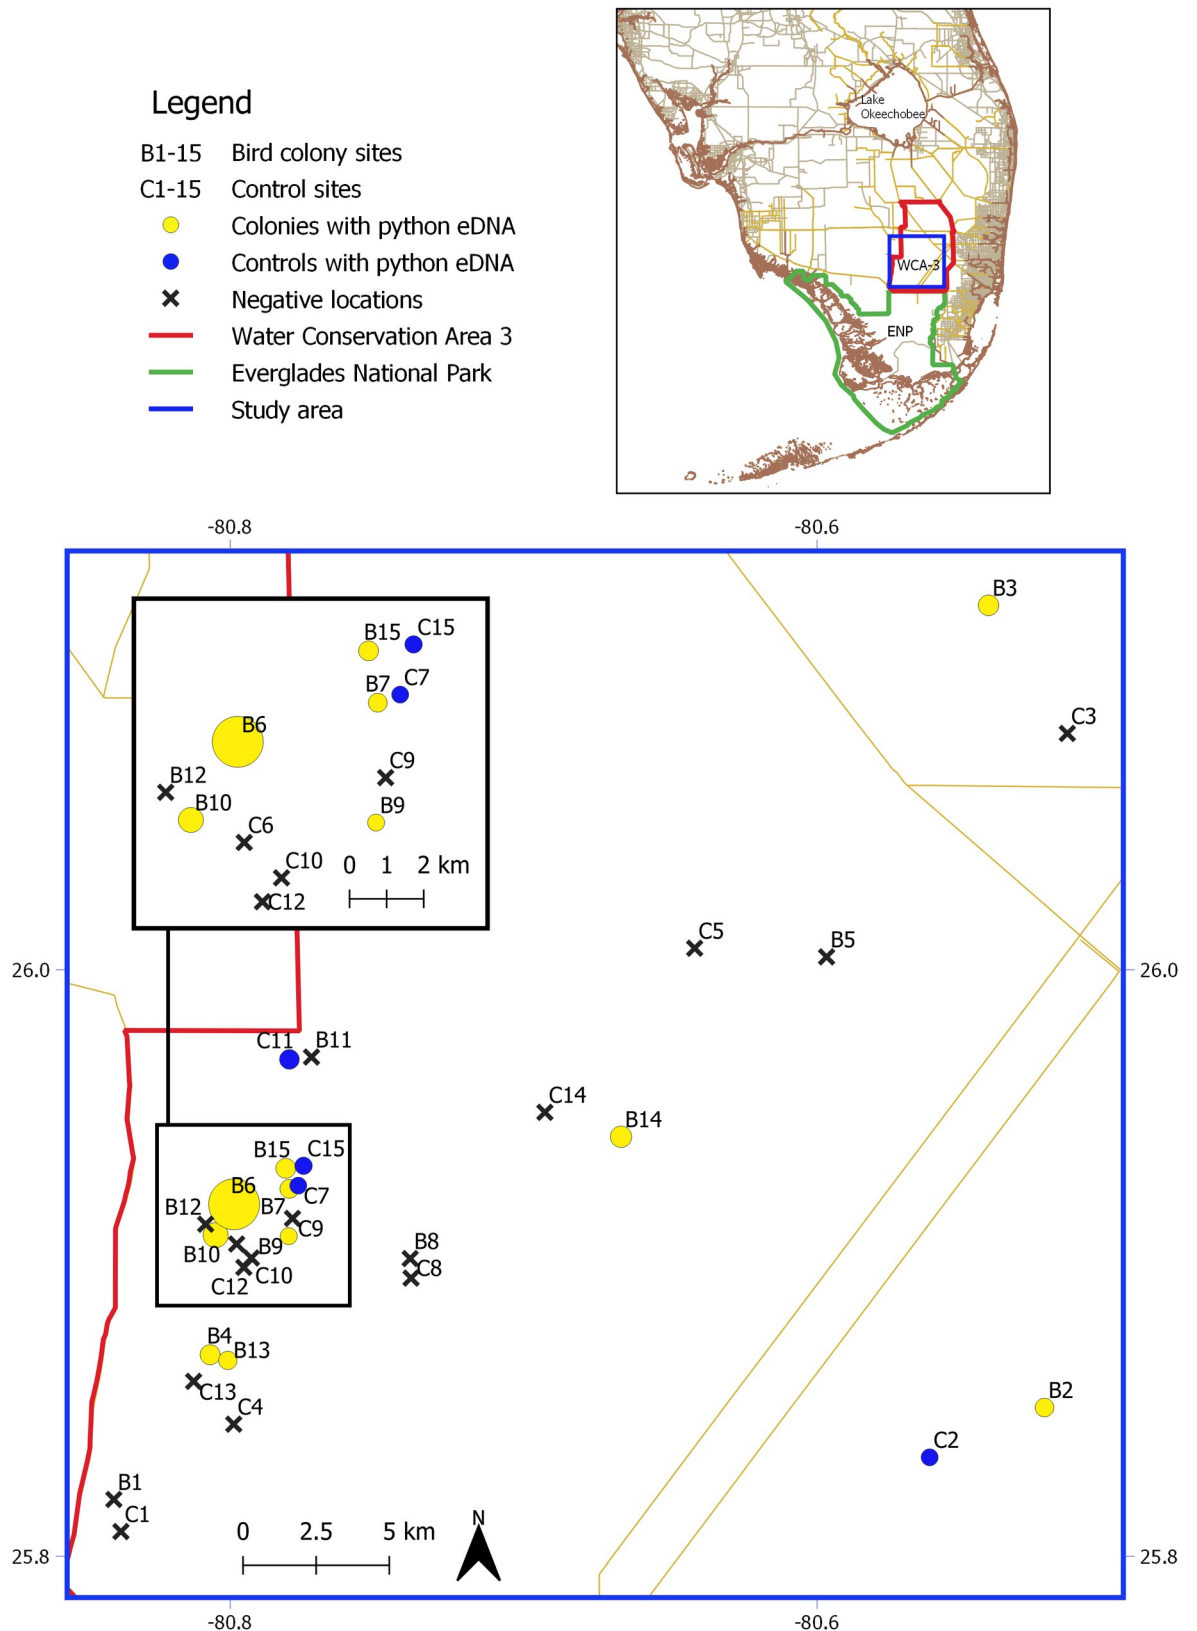 Legend
B1-15 Bird colony sites
C1-15 Control sites
Colonies with python eDNA
Controls with python eDNA
Negative locations
Water Conservation Area 3
Everglades National Park
Study area
Lake
Okeechobee
WCA-3
ENP
-80.8 -80.6
B3
B15 C15
B7 C7
B6
C3
B12
C9
B10
B9
C6
C10
0 1 2 km
C12
C5 B5
26.0 26.0
C11 B11
C14
B14
B15 C15
B6
B12 B7 C7
C9
B10 B9
C12 C10
B8
C8
B4
B13
C13
C4
B2
C2
B1
C1
0 2.5 5 km
N
25.8 25.8
-80.8 -80.6